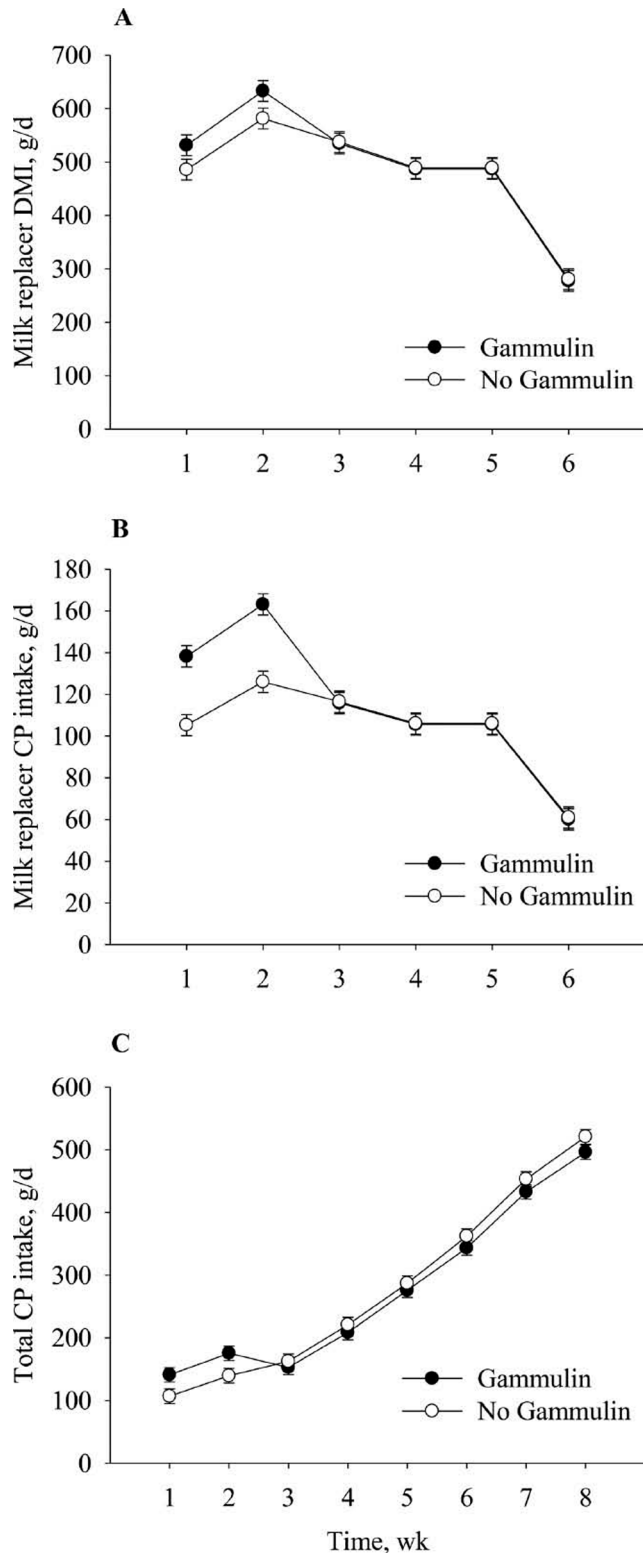 A
Milk replacer DMI, g/d
700
600
500
400
300
200
100
0
Gammulin
No Gammulin
1 2 3 4 5 6
B
Milk replacer CP intake, g/d
180
160
140
120
100
80
60
40
20
0
Gammulin
No Gammulin
1 2 3 4 5 6
C
Total CP intake, g/d
600
500
400
300
200
100
0
Gammulin
No Gammulin
1 2 3 4 5 6 7 8
Time, wk